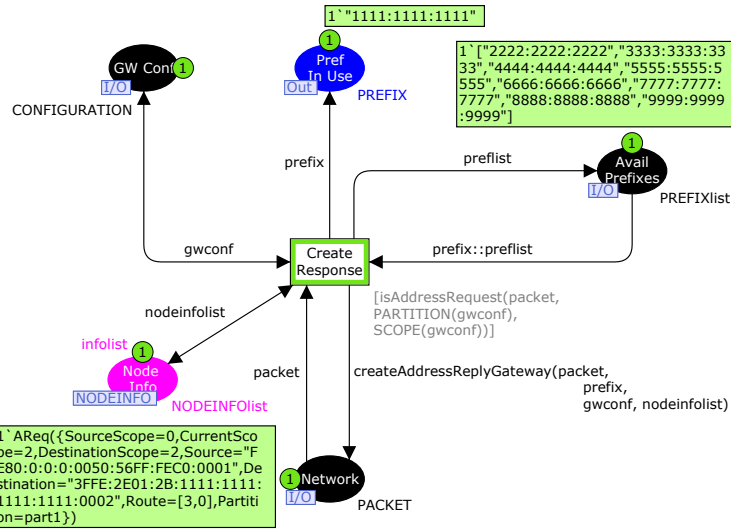 1`"1111:1111:1111"
1
Pref
In Use
Out
PREFIX
GW Conf
1
I/O
CONFIGURATION
1`["2222:2222:2222","3333:3333:33
33","4444:4444:4444","5555:5555:5
555","6666:6666:6666","7777:7777:
7777","8888:8888:8888","9999:9999
:9999"]
1
Avail
Prefixes
I/O
PREFIXlist
prefix
preflist
gwconf
prefix::preflist
Create
Response
[isAddressRequest(packet,
PARTITION(gwconf),
SCOPE(gwconf))]
nodeinfolist
infolist
1
Node
Info
NODEINFO
NODEINFOlist
packet
createAddressReplyGateway(packet,
prefix,
gwconf, nodeinfolist)
1`AReq({SourceScope=0,CurrentSco
pe=2,DestinationScope=2,Source="F
E80:0:0:0:0050:56FF:FEC0:0001",De
stination="3FFE:2E01:2B:1111:1111:
1111:1111:0002",Route=[3,0],Partiti
on=part1})
1
Network
I/O
PACKET